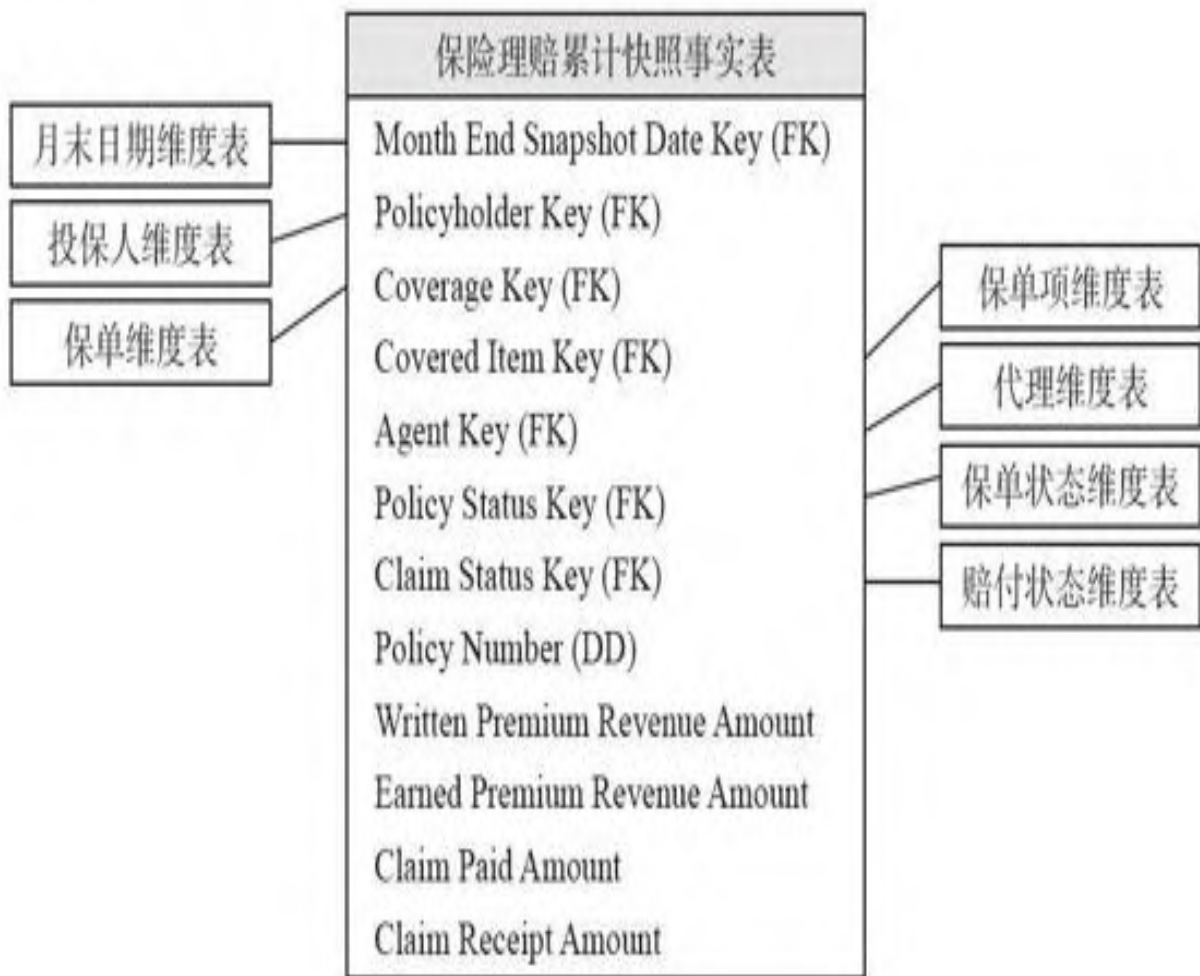 保险理赔累计快照事实表
月末日期维度表
投保人维度表
保单维度表
Month End Snapshot Date Key (FK)
Policyholder Key (FK)
Coverage Key (FK)
Covered Item Key (FK)
Agent Key (FK)
Policy Status Key (FK)
Claim Status Key (FK)
Policy Number (DD)
Written Premium Revenue Amount
Earned Premium Revenue Amount
Claim Paid Amount
Claim Receipt Amount
保单项维度表
代理维度表
保单状态维度表
赔付状态维度表